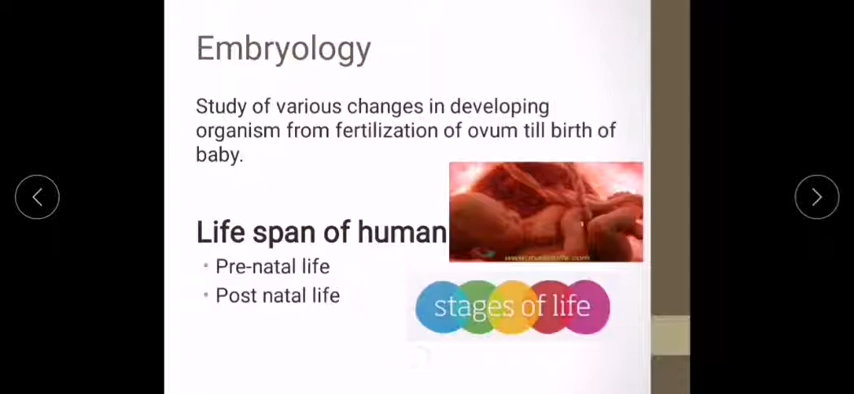 Embryology
Study of various changes in developing
organism from fertilization of ovum till birth of
baby.
Life span of human
Pre-natal life
Post natal life
stages of life